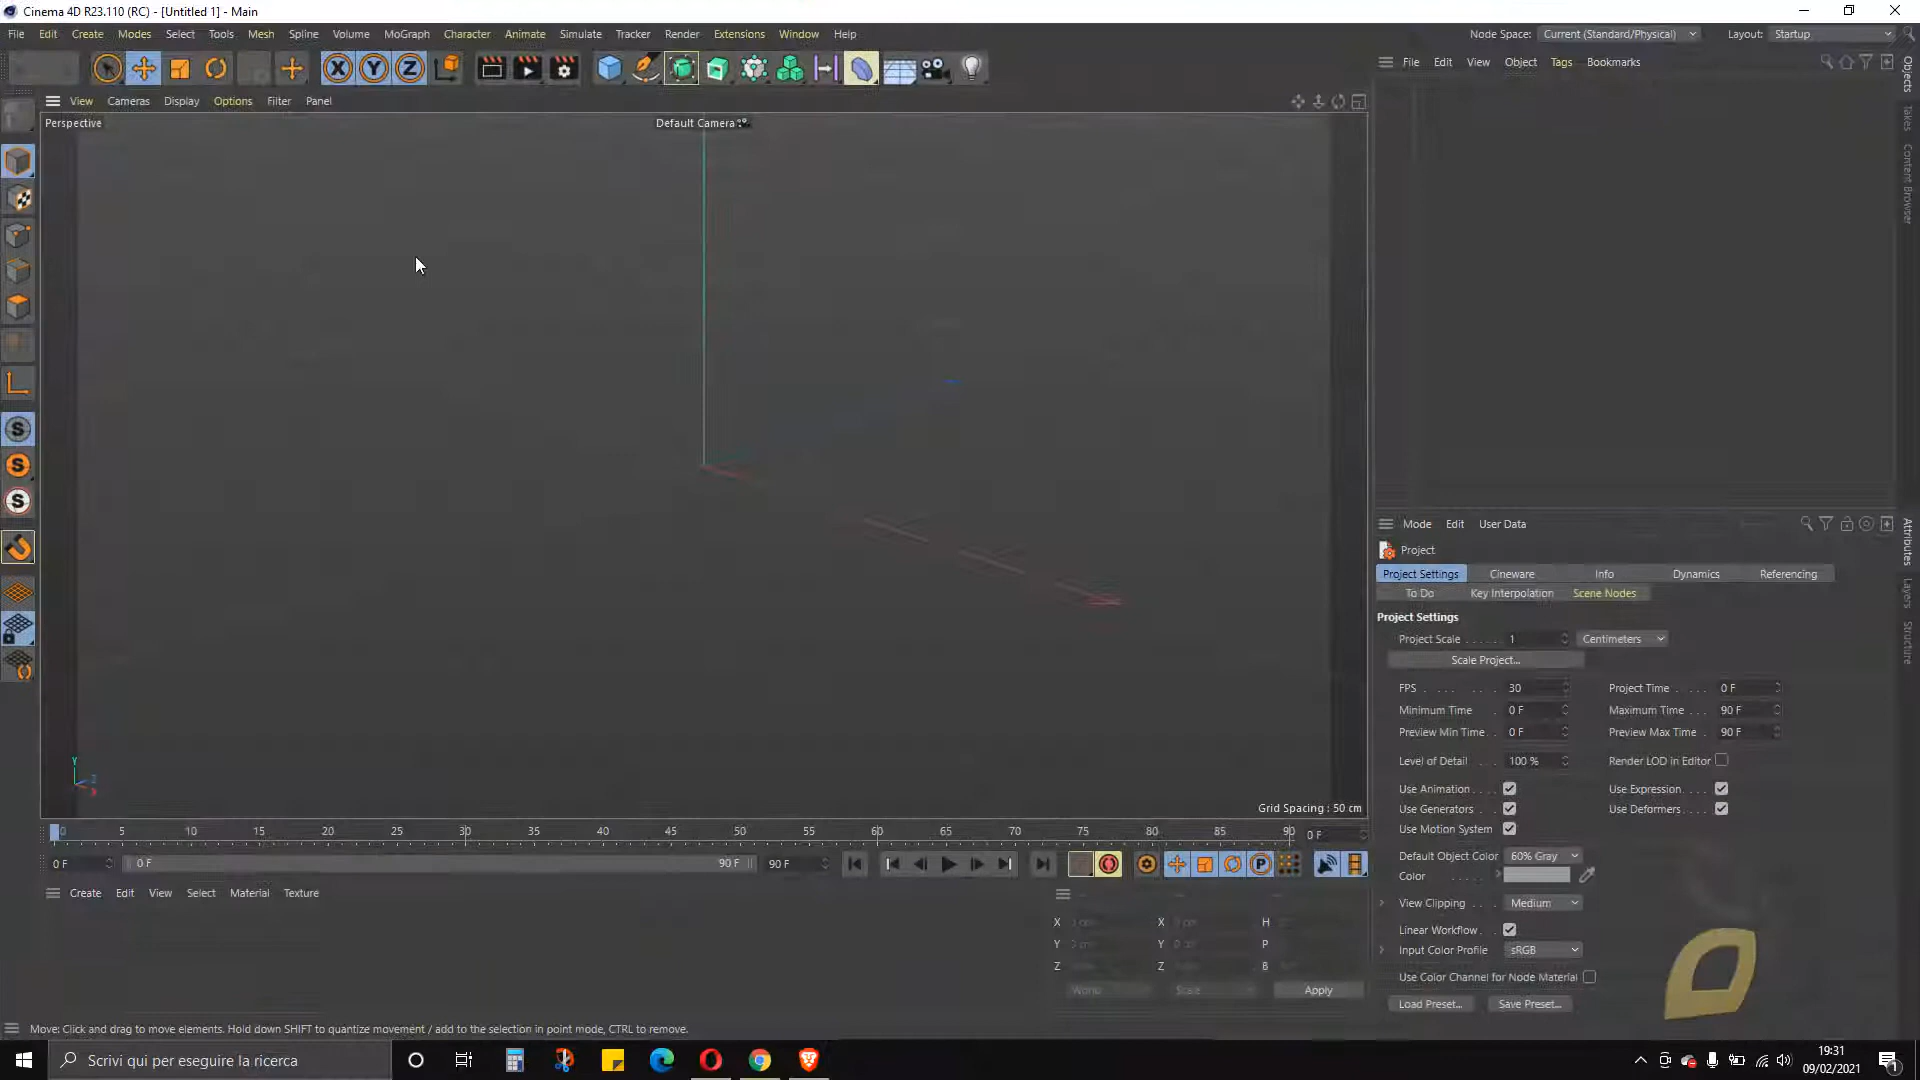 Cinema 4D R23.110 (RC) - [Untitled 1] - Main
File Edit Create Modes Select Tools Mesh Spline Volume MoGraph Character Animate Simulate Tracker Render Extensions Window Help
Node Space: Current (Standard/Physical) Layout: Startup
X Y Z
File Edit View Object Tags Bookmarks
View Cameras Display Options Filter Panel
Perspective
Default Camera
Objects
Takes
Content Browser
Mode Edit User Data
Project
Project Settings Cineware Info Dynamics Referencing
To Do Key Interpolation Scene Nodes
Attributes
Layers
Structure
Project Settings
Project Scale 1 Centimeters
Scale Project...
FPS 30 Project Time 0 F
Minimum Time 0 F Maximum Time 90 F
Preview Min Time 0 F Preview Max Time 90 F
Level of Detail 100 % Render LOD in Editor
Use Animation Use Expression
Use Generators Use Deformers
Use Motion System
Default Object Color 60% Gray
Color
View Clipping Medium
Linear Workflow
Input Color Profile sRGB
Use Color Channel for Node Material
Load Preset... Save Preset...
Y
Z
X
Grid Spacing : 50 cm
0 5 10 15 20 25 30 35 40 45 50 55 60 65 70 75 80 85 90 0 F
0 F 0 F 90 F 90 F
Create Edit View Select Material Texture
X X H
Y Y P
Z Z B
World Scale Apply
Move: Click and drag to move elements. Hold down SHIFT to quantize movement / add to the selection in point mode, CTRL to remove.
Scrivi qui per eseguire la ricerca
19:31
09/02/2021